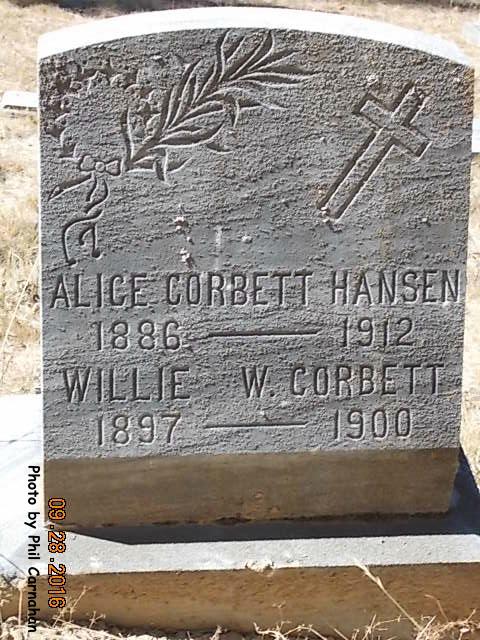 ALICE CORBETT HANSEN
1886 — 1912
WILLIE W. CORBETT
1897 — 1900
Photo by Phil Carnahan
09.28.2016